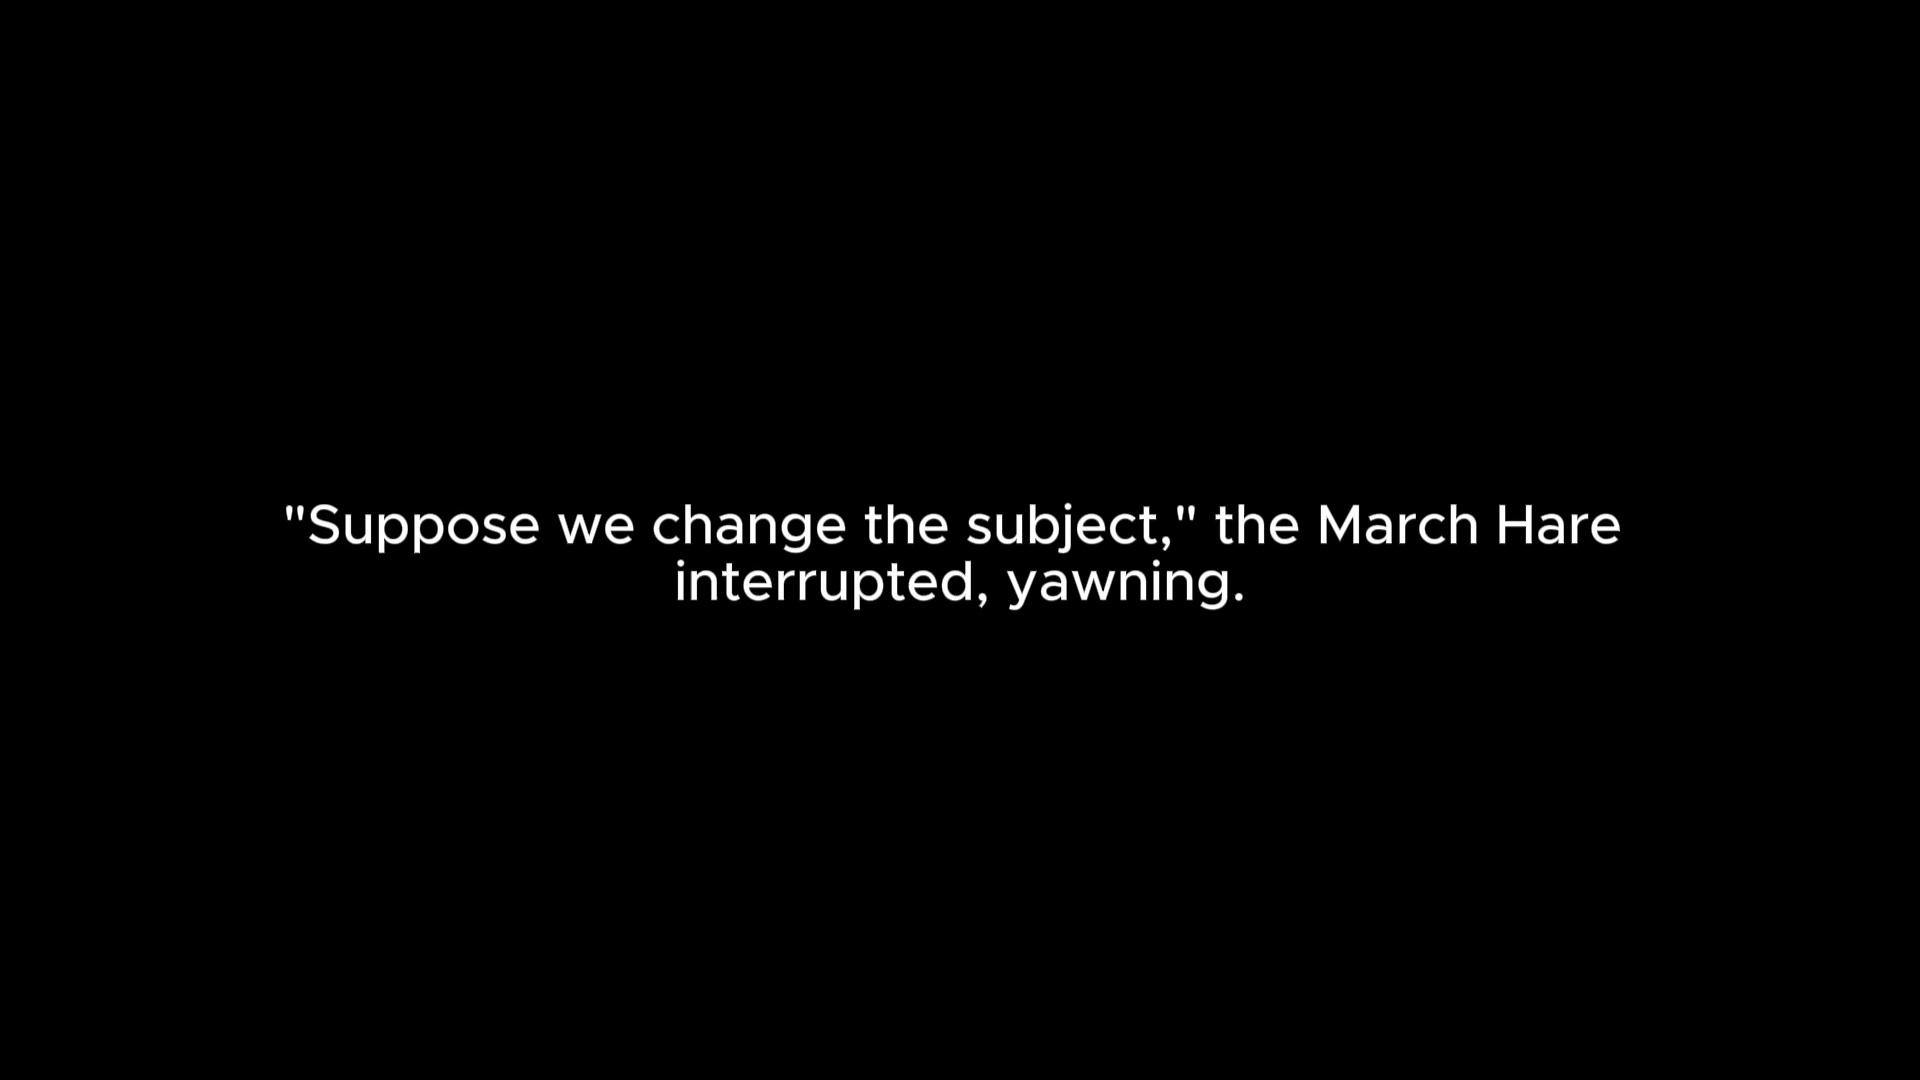 "Suppose we change the subject," the March Hare
interrupted, yawning.